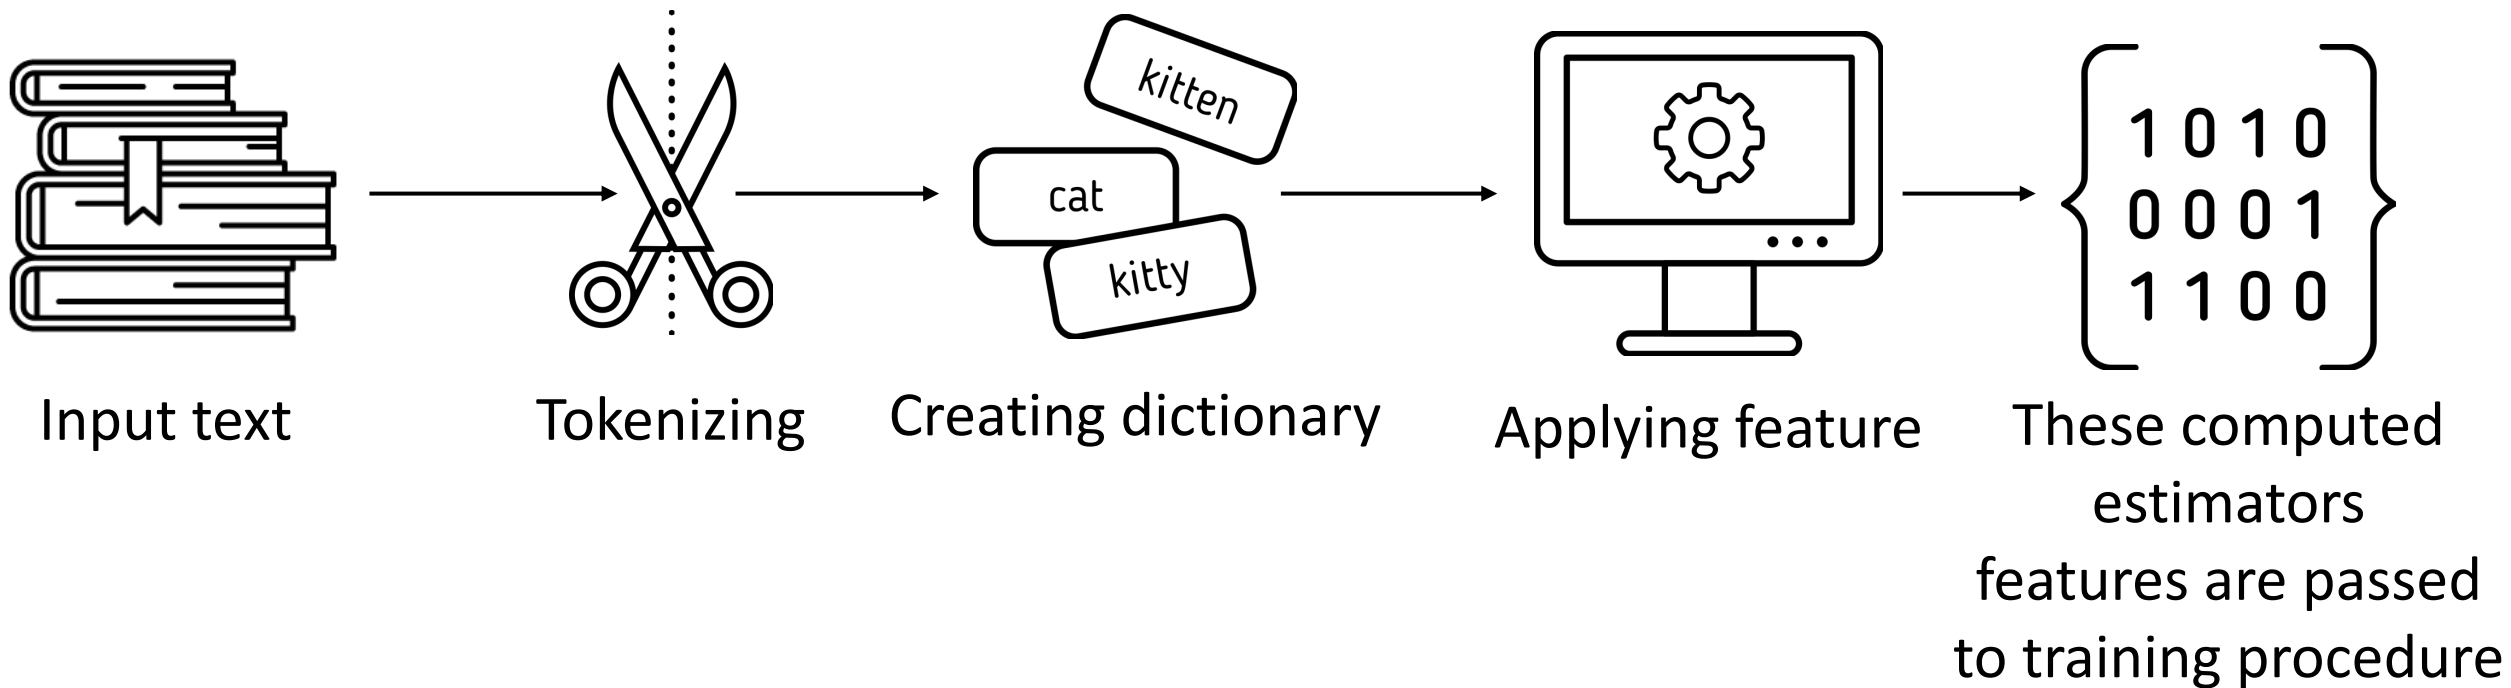 kitten
cat
kitty
1 0 1 0
0 0 0 1
1 1 0 0
Input text
Tokenizing
Creating dictionary
Applying feature
These computed
estimators
features are passed
to training procedure